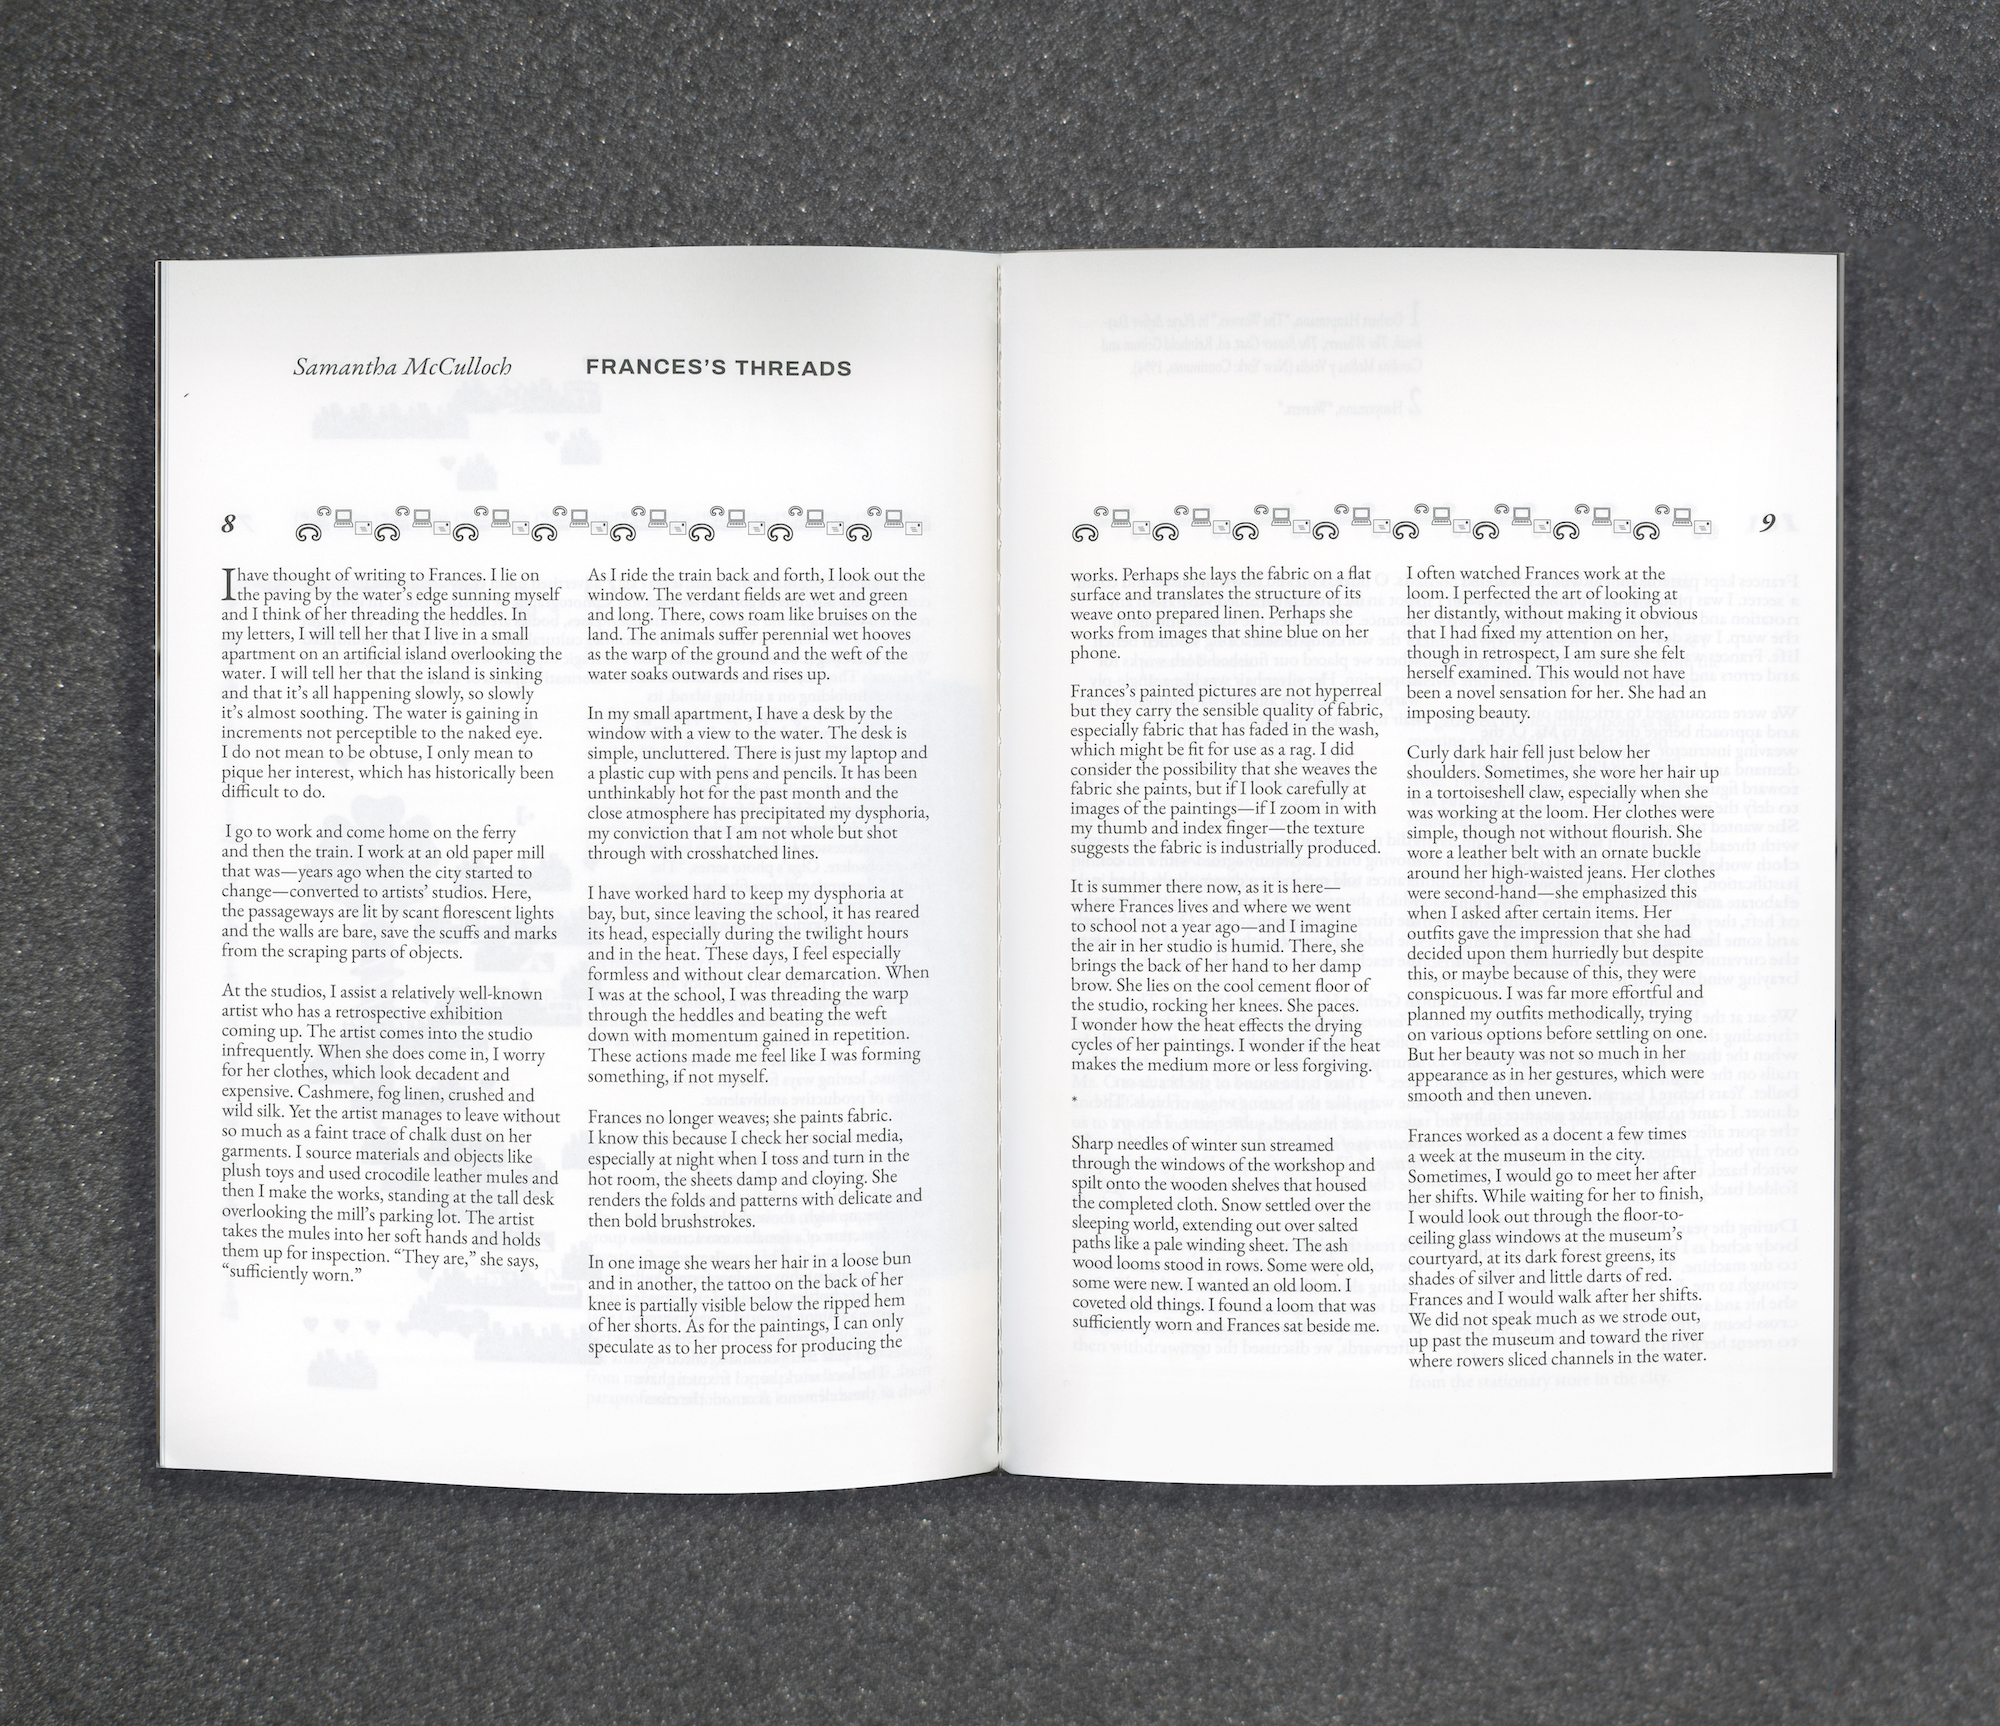 Samantha McCulloch
FRANCES'S THREADS
8
I have thought of writing to Frances. I lie on
the paving by the water's edge sunning myself
and I think of her threading the heddles. In
my letters, I will tell her that I live in a small
apartment on an artificial island overlooking the
water. I will tell her that the island is sinking
and that it's all happening slowly, so slowly
it's almost soothing. The water is gaining in
increments not perceptible to the naked eye.
I do not mean to be obtuse, I only mean to
pique her interest, which has historically been
difficult to do.
I go to work and come home on the ferry
and then the train. I work at an old paper mill
that was—years ago when the city started to
change—converted to artists' studios. Here,
the passageways are lit by scant florescent lights
and the walls are bare, save the scuffs and marks
from the scraping parts of objects.
At the studios, I assist a relatively well-known
artist who has a retrospective exhibition
coming up. The artist comes into the studio
infrequently. When she does come in, I worry
for her clothes, which look decadent and
expensive. Cashmere, fog linen, crushed and
wild silk. Yet the artist manages to leave without
so much as a faint trace of chalk dust on her
garments. I source materials and objects like
plush toys and used crocodile leather mules and
then I make the works, standing at the tall desk
overlooking the mill's parking lot. The artist
takes the mules into her soft hands and holds
them up for inspection. “They are,” she says,
“sufficiently worn.”
As I ride the train back and forth, I look out the
window. The verdant fields are wet and green
and long. There, cows roam like bruises on the
land. The animals suffer perennial wet hooves
as the warp of the ground and the weft of the
water soaks outwards and rises up.
In my small apartment, I have a desk by the
window with a view to the water. The desk is
simple, uncluttered. There is just my laptop and
a plastic cup with pens and pencils. It has been
unthinkably hot for the past month and the
close atmosphere has precipitated my dysphoria,
my conviction that I am not whole but shot
through with crosshatched lines.
I have worked hard to keep my dysphoria at
bay, but, since leaving the school, it has reared
its head, especially during the twilight hours
and in the heat. These days, I feel especially
formless and without clear demarcation. When
I was at the school, I was threading the warp
through the heddles and beating the weft
down with momentum gained in repetition.
These actions made me feel like I was forming
something, if not myself.
Frances no longer weaves; she paints fabric.
I know this because I check her social media,
especially at night when I toss and turn in the
hot room, the sheets damp and cloying. She
renders the folds and patterns with delicate and
then bold brushstrokes.
In one image she wears her hair in a loose bun
and in another, the tattoo on the back of her
knee is partially visible below the ripped hem
of her shorts. As for the paintings, I can only
speculate as to her process for producing the
9
works. Perhaps she lays the fabric on a flat
surface and translates the structure of its
weave onto prepared linen. Perhaps she
works from images that shine blue on her
phone.
Frances's painted pictures are not hyperreal
but they carry the sensible quality of fabric,
especially fabric that has faded in the wash,
which might be fit for use as a rag. I did
consider the possibility that she weaves the
fabric she paints, but if I look carefully at
images of the paintings—if I zoom in with
my thumb and index finger—the texture
suggests the fabric is industrially produced.
It is summer there now, as it is here—
where Frances lives and where we went
to school not a year ago—and I imagine
the air in her studio is humid. There, she
brings the back of her hand to her damp
brow. She lies on the cool cement floor of
the studio, rocking her knees. She paces.
I wonder how the heat effects the drying
cycles of her paintings. I wonder if the heat
makes the medium more or less forgiving.
*
Sharp needles of winter sun streamed
through the windows of the workshop and
spilt onto the wooden shelves that housed
the completed cloth. Snow settled over the
sleeping world, extending out over salted
paths like a pale winding sheet. The ash
wood looms stood in rows. Some were old,
some were new. I wanted an old loom. I
coveted old things. I found a loom that was
sufficiently worn and Frances sat beside me.
I often watched Frances work at the
loom. I perfected the art of looking at
her distantly, without making it obvious
that I had fixed my attention on her,
though in retrospect, I am sure she felt
herself examined. This would not have
been a novel sensation for her. She had an
imposing beauty.
Curly dark hair fell just below her
shoulders. Sometimes, she wore her hair up
in a tortoiseshell claw, especially when she
was working at the loom. Her clothes were
simple, though not without flourish. She
wore a leather belt with an ornate buckle
around her high-waisted jeans. Her clothes
were second-hand—she emphasized this
when I asked after certain items. Her
outfits gave the impression that she had
decided upon them hurriedly but despite
this, or maybe because of this, they were
conspicuous. I was far more effortful and
planned my outfits methodically, trying
on various options before settling on one.
But her beauty was not so much in her
appearance as in her gestures, which were
smooth and then uneven.
Frances worked as a docent a few times
a week at the museum in the city.
Sometimes, I would go to meet her after
her shifts. While waiting for her to finish,
I would look out through the floor-to-
ceiling glass windows at the museum's
courtyard, at its dark forest greens, its
shades of silver and little darts of red.
Frances and I would walk after her shifts.
We did not speak much as we strode out,
up past the museum and toward the river
where rowers sliced channels in the water.